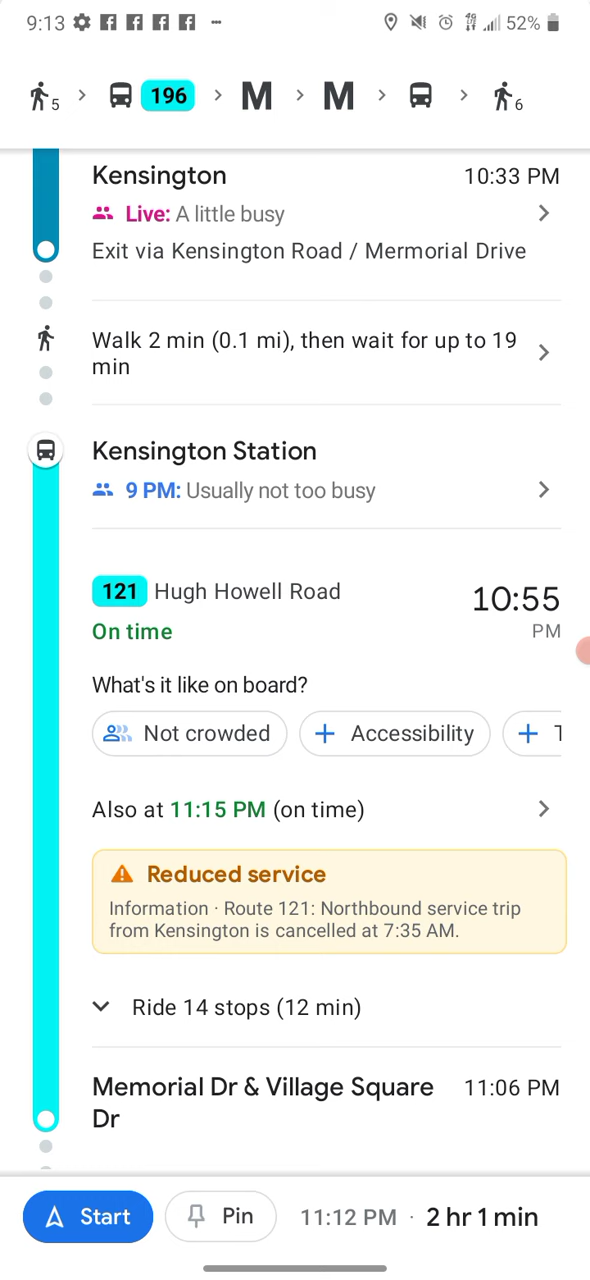 9:13 52%
5 196 M M 6
Kensington 10:33 PM
Live: A little busy
Exit via Kensington Road / Mermorial Drive
Walk 2 min (0.1 mi), then wait for up to 19
min
Kensington Station
9 PM: Usually not too busy
121 Hugh Howell Road 10:55
On time PM
What's it like on board?
Not crowded Accessibility
Also at 11:15 PM (on time)
Reduced service
Information · Route 121: Northbound service trip
from Kensington is cancelled at 7:35 AM.
Ride 14 stops (12 min)
Memorial Dr & Village Square 11:06 PM
Dr
Start Pin 11:12 PM · 2 hr 1 min